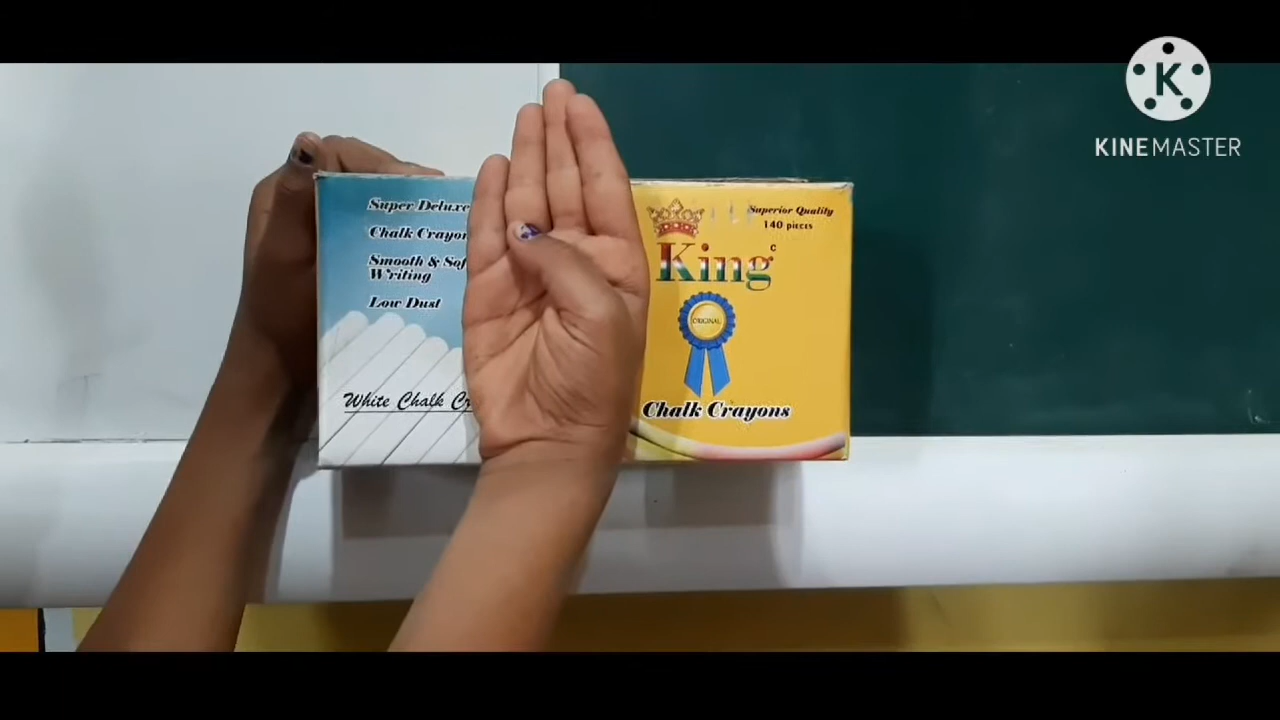 Super Deluxe
Chalk Crayon
Smooth & Sof
Writing
Low Dust
White Chalk Cr
Superior Quality
140 pieces
King
ORIGINAL
Chalk Crayons
K
KINEMASTER